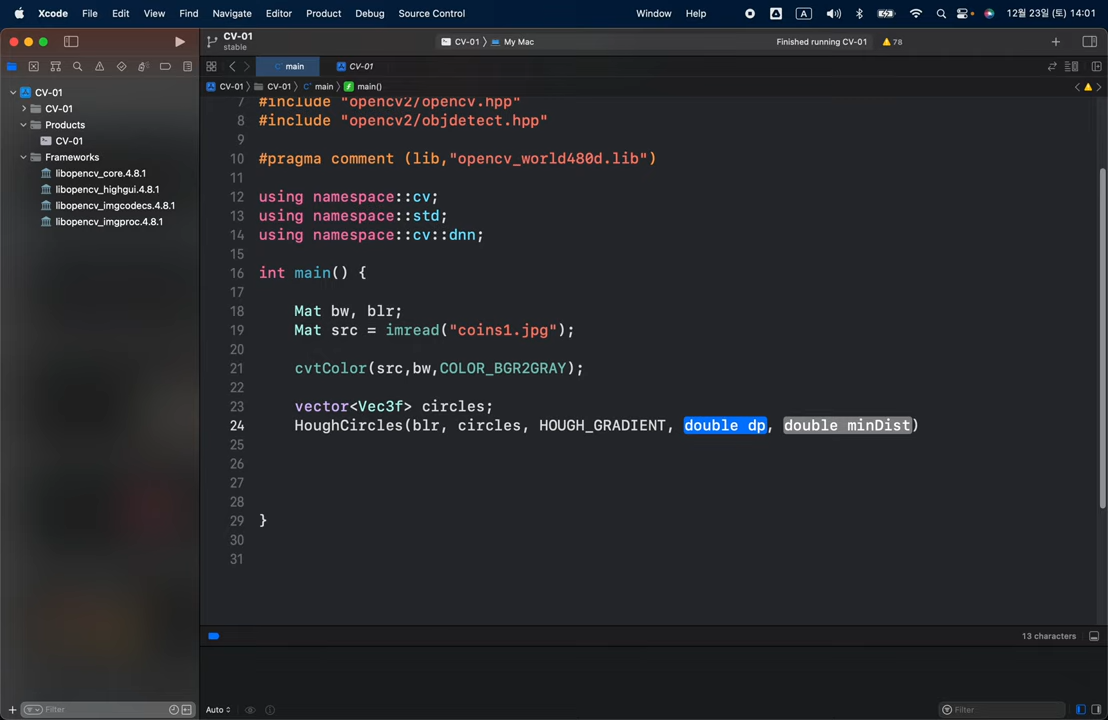 Xcode File Edit View Find Navigate Editor Product Debug Source Control Window Help A 12월 23일 (토) 14:01
CV-01
stable
CV-01 〉 My Mac
Finished running CV-01
78
main
CV-01
CV-01 〉 CV-01 〉 main 〉 main()
CV-01
CV-01
Products
CV-01
Frameworks
libopencv_core.4.8.1
libopencv_highgui.4.8.1
libopencv_imgcodecs.4.8.1
libopencv_imgproc.4.8.1
7 #include "opencv2/opencv.hpp"
8 #include "opencv2/objdetect.hpp"
9
10 #pragma comment (lib,"opencv_world480d.lib")
11
12 using namespace::cv;
13 using namespace::std;
14 using namespace::cv::dnn;
15
16 int main() {
17
18 Mat bw, blr;
19 Mat src = imread("coins1.jpg");
20
21 cvtColor(src,bw,COLOR_BGR2GRAY);
22
23 vector<Vec3f> circles;
24 HoughCircles(blr, circles, HOUGH_GRADIENT, double dp, double minDist)
25
26
27
28
29 }
30
31
13 characters
Filter
Auto
Filter